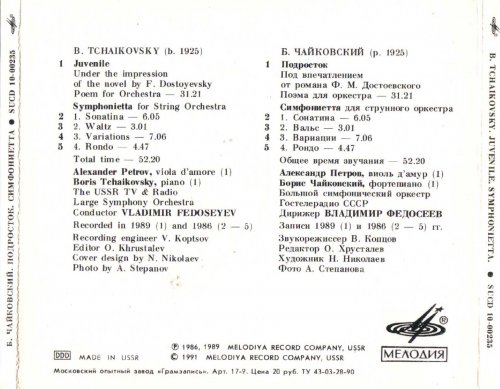 Б. ЧАЙКОВСКИЙ. ПОДРОСТОК. СИМФОНИЕТТА ● SUCD 10-00235
B. TCHAIKOVSKY (b. 1925)
1 Juvenile
Under the impression
of the novel by F. Dostoyevsky
Poem for Orchestra — 31.21
Symphonietta for String Orchestra
2 1. Sonatina — 6.05
3 2. Waltz — 3.01
4 3. Variations — 7.06
5 4. Rondo — 4.47
Total time — 52.20
Alexander Petrov, viola d'amore (1)
Boris Tchaikovsky, piano (1)
The USSR TV & Radio
Large Symphony Orchestra
Conductor VLADIMIR FEDOSEYEV
Recorded in 1989 (1) and 1986 (2 — 5)
Recording engineer V. Koptsov
Editor O. Khrustalev
Cover design by N. Nikolaev
Photo by A. Stepanov
Б. ЧАЙКОВСКИЙ (р. 1925)
1 Подросток
Под впечатлением
от романа Ф. М. Достоевского
Поэма для оркестра — 31.21
Симфониетта для струнного оркестра
2 1. Сонатина — 6.05
3 2. Вальс — 3.01
4 3. Вариации — 7.06
5 4. Рондо — 4.47
Общее время звучания — 52.20
Александр Петров, виоль д'амур (1)
Борис Чайковский, фортепиано (1)
Большой симфонический оркестр
Гостелерадио СССР
Дирижер ВЛАДИМИР ФЕДОСЕЕВ
Записи 1989 (1) и 1986 (2 — 5) гг.
Звукорежиссер В. Копцов
Редактор О. Хрусталев
Художник Н. Николаев
Фото А. Степанова
МЕЛОДИЯ
DDD MADE IN USSR
Ⓟ 1986, 1989 MELODIYA RECORD COMPANY, USSR
© 1991 MELODIYA RECORD COMPANY, USSR
Московский опытный завод «Грамзапись». Арт. 17-2. Цена 20 руб. ТУ 43-03-28-90
B. TCHAIKOVSKY. JUVENILE. SYMPHONIETTA. ● SUCD 10-00235